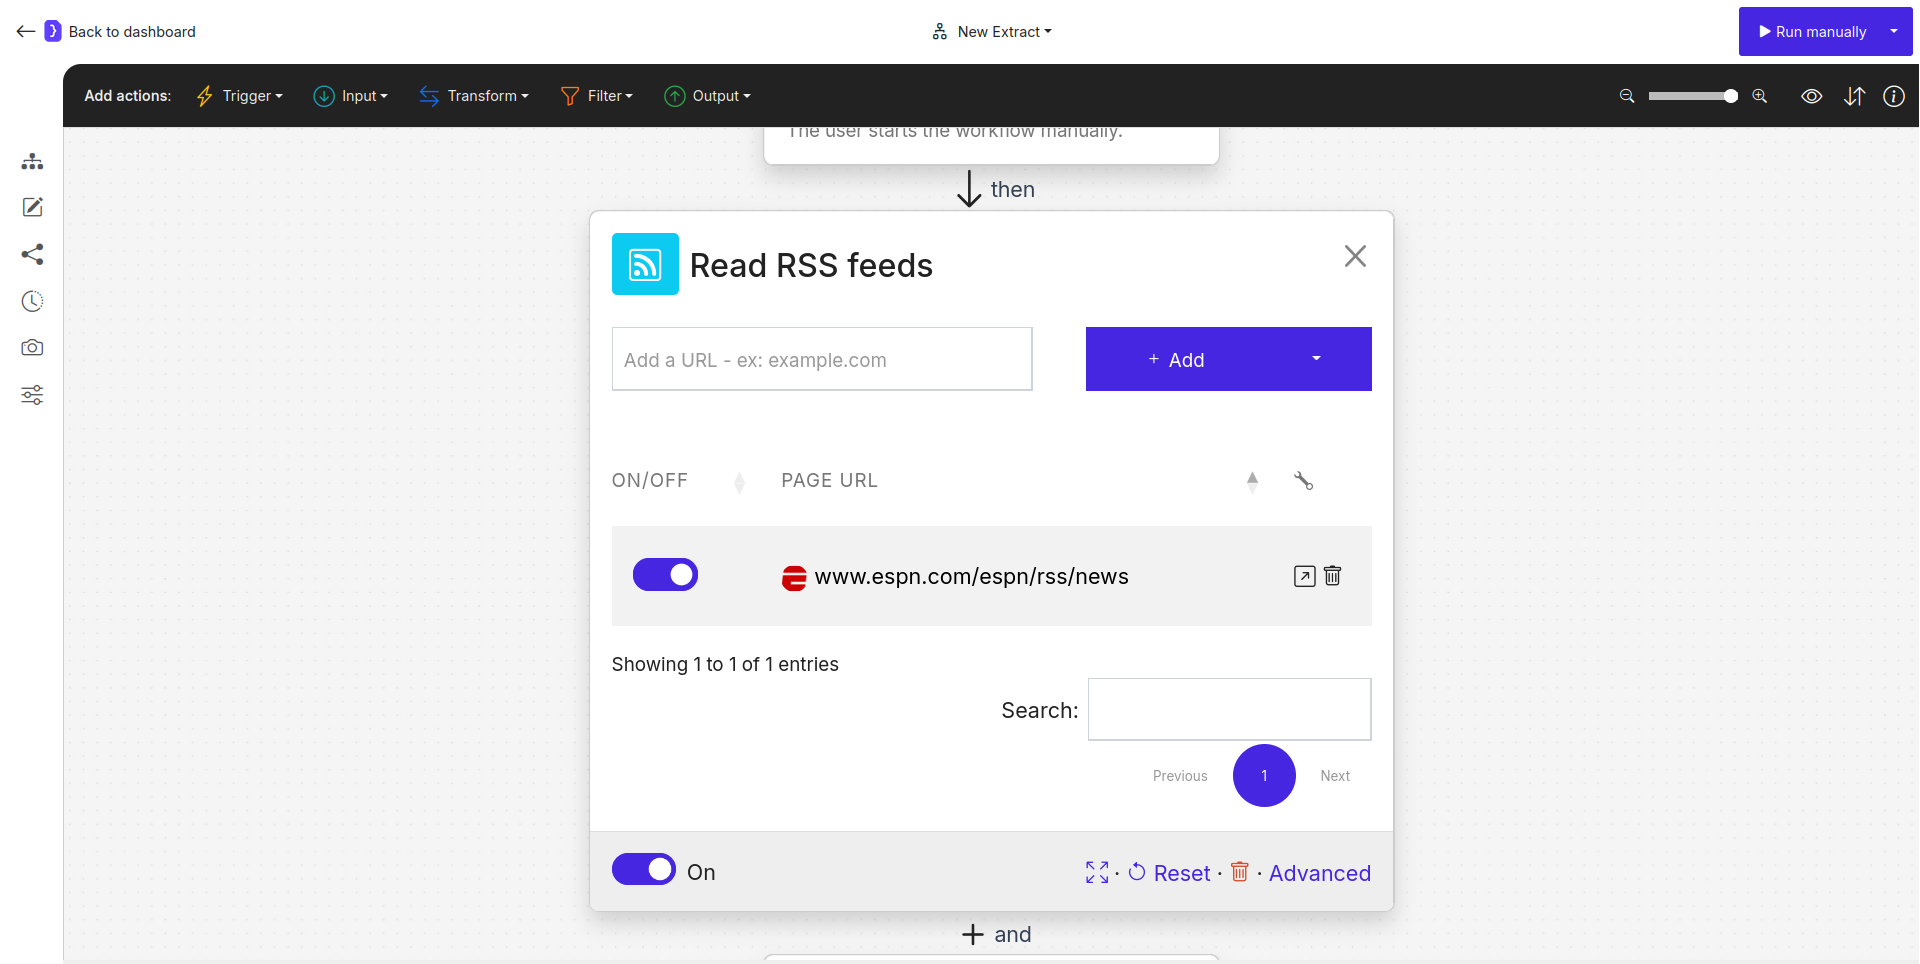 Back to dashboard
New Extract
Run manually
Add actions:
Trigger
Input
Transform
Filter
Output
The user starts the workflow manually.
then
Read RSS feeds
Add a URL - ex: example.com
+ Add
ON/OFF
PAGE URL
www.espn.com/espn/rss/news
Showing 1 to 1 of 1 entries
Search:
Previous
1
Next
On
· Reset · · Advanced
and